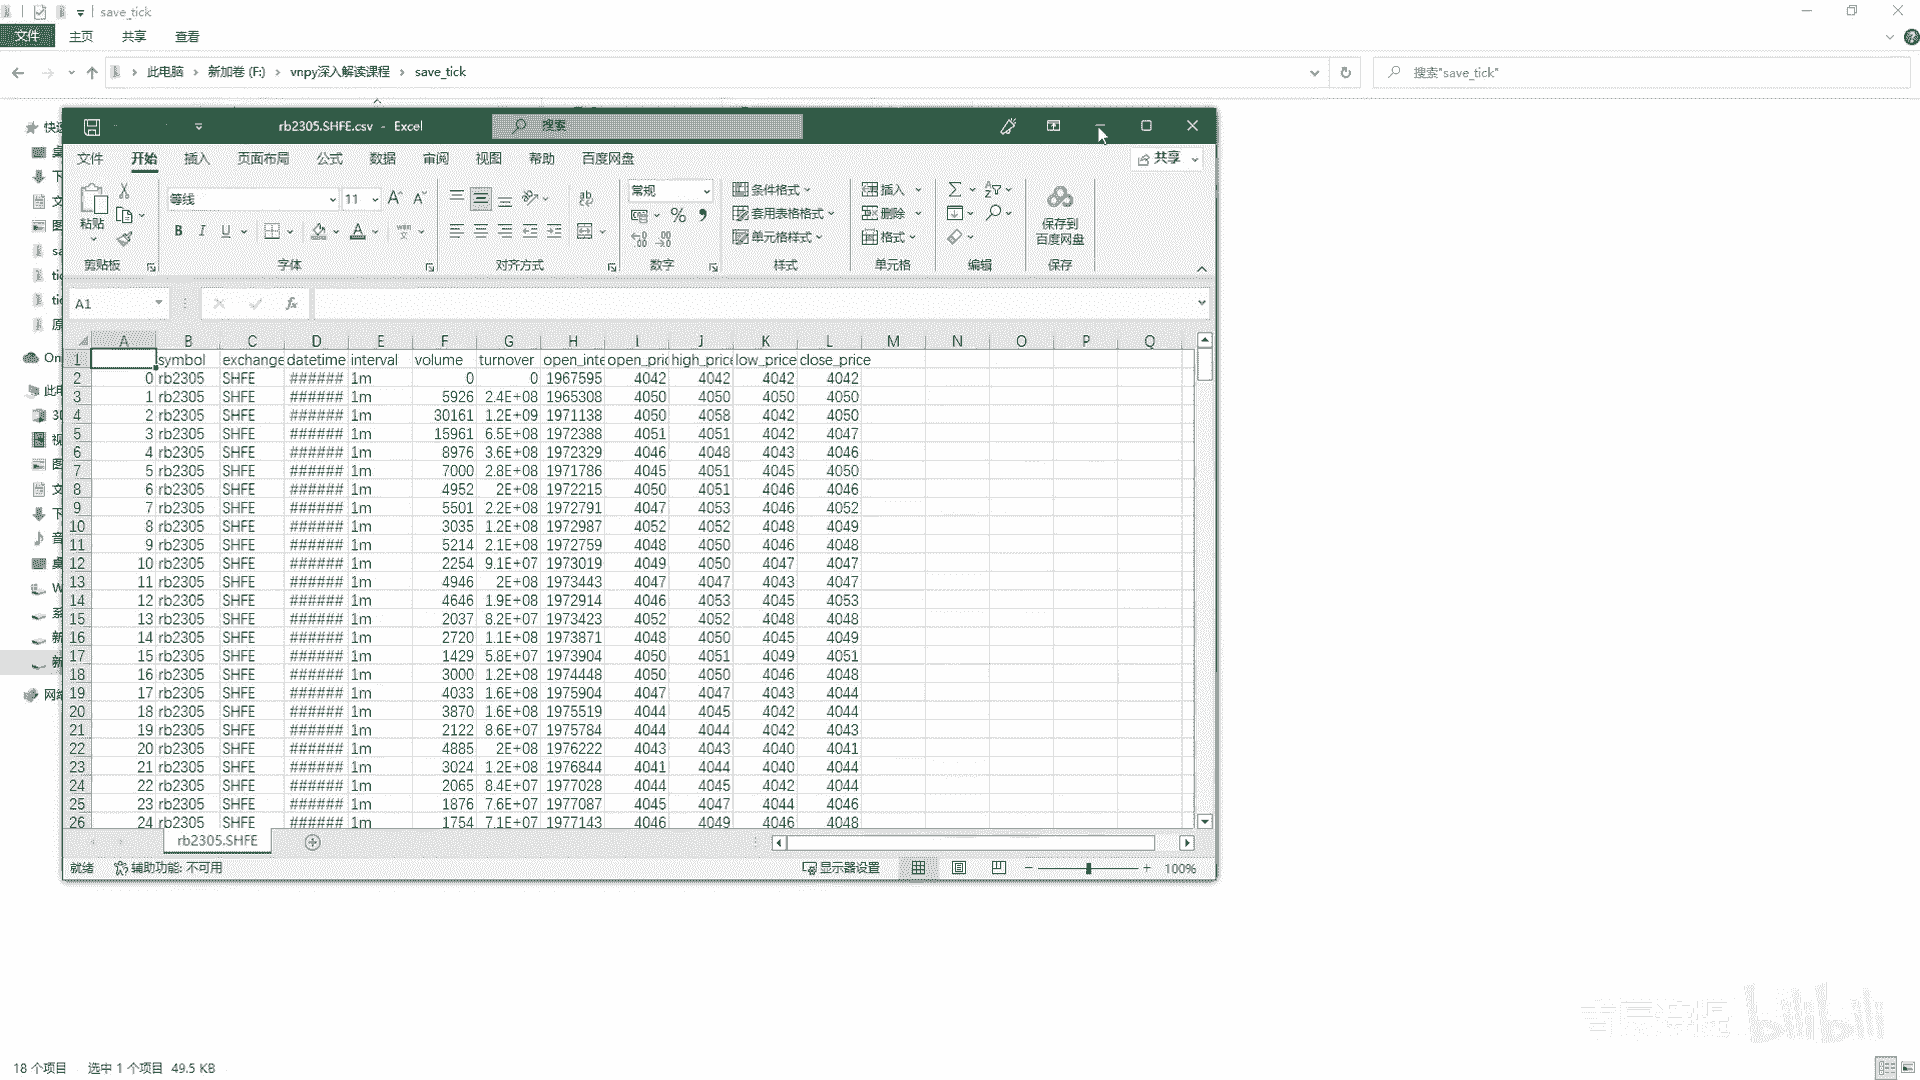 save_tick
文件 主页 共享 查看
此电脑 新加卷 (F:) vnpy深入解读课程 save_tick
搜索"save_tick"
rb2305.SHFE.csv - Excel
搜索
文件 开始 插入 页面布局 公式 数据 审阅 视图 帮助 百度网盘
共享
粘贴
等线 11
常规
条件格式
套用表格格式
单元格样式
插入
删除
格式
保存到
百度网盘
剪贴板 字体 对齐方式 数字 样式 单元格 编辑 保存
A1
A B C D E F G H I J K L M N O P Q
1 symbol exchange datetime interval volume turnover open_inte open_pric high_price low_price close_price
2 0 rb2305 SHFE ###### 1m 0 0 1967595 4042 4042 4042 4042
3 1 rb2305 SHFE ###### 1m 5926 2.4E+08 1965308 4050 4050 4050 4050
4 2 rb2305 SHFE ###### 1m 30161 1.2E+09 1971138 4050 4058 4042 4050
5 3 rb2305 SHFE ###### 1m 15961 6.5E+08 1972388 4051 4051 4042 4047
6 4 rb2305 SHFE ###### 1m 8976 3.6E+08 1972329 4046 4048 4043 4046
7 5 rb2305 SHFE ###### 1m 7000 2.8E+08 1971786 4045 4051 4045 4050
8 6 rb2305 SHFE ###### 1m 4952 2E+08 1972215 4050 4051 4046 4046
9 7 rb2305 SHFE ###### 1m 5501 2.2E+08 1972791 4047 4053 4046 4052
10 8 rb2305 SHFE ###### 1m 3035 1.2E+08 1972987 4052 4052 4048 4049
11 9 rb2305 SHFE ###### 1m 5214 2.1E+08 1972759 4048 4050 4046 4048
12 10 rb2305 SHFE ###### 1m 2254 9.1E+07 1973019 4049 4050 4047 4047
13 11 rb2305 SHFE ###### 1m 4946 2E+08 1973443 4047 4047 4043 4047
14 12 rb2305 SHFE ###### 1m 4646 1.9E+08 1972914 4046 4053 4045 4053
15 13 rb2305 SHFE ###### 1m 2037 8.2E+07 1973423 4052 4052 4048 4048
16 14 rb2305 SHFE ###### 1m 2720 1.1E+08 1973871 4048 4050 4045 4049
17 15 rb2305 SHFE ###### 1m 1429 5.8E+07 1973904 4050 4051 4049 4051
18 16 rb2305 SHFE ###### 1m 3000 1.2E+08 1974448 4050 4050 4046 4048
19 17 rb2305 SHFE ###### 1m 4033 1.6E+08 1975904 4047 4047 4043 4044
20 18 rb2305 SHFE ###### 1m 3870 1.6E+08 1975519 4044 4045 4042 4044
21 19 rb2305 SHFE ###### 1m 2122 8.6E+07 1975784 4044 4044 4042 4043
22 20 rb2305 SHFE ###### 1m 4885 2E+08 1976222 4043 4043 4040 4041
23 21 rb2305 SHFE ###### 1m 3024 1.2E+08 1976844 4041 4044 4040 4044
24 22 rb2305 SHFE ###### 1m 2065 8.4E+07 1977028 4044 4045 4042 4044
25 23 rb2305 SHFE ###### 1m 1876 7.6E+07 1977087 4045 4047 4044 4046
26 24 rb2305 SHFE ###### 1m 1754 7.1E+07 1977143 4046 4049 4046 4048
rb2305.SHFE
就绪 辅助功能: 不可用 显示器设置 100%
bilibili
18 个项目 选中 1 个项目 49.5 KB